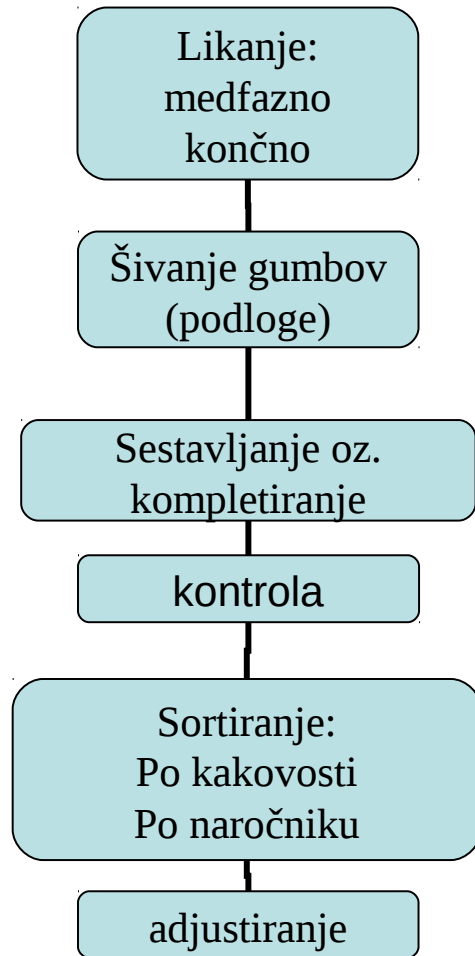 Likanje:
medfazno
končno
Šivanje gumbov
(podloge)
Sestavljanje oz.
kompletiranje
kontrola
Sortiranje:
Po kakovosti
Po naročniku
adjustiranje